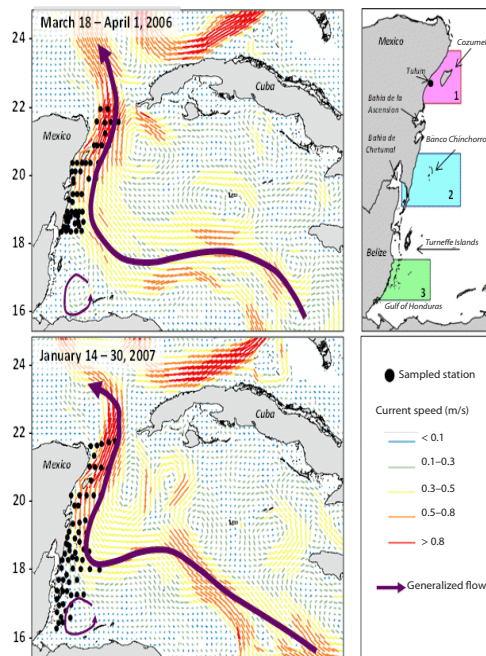 March 18 – April 1, 2006
24
22
20
18
16
Mexico
Cuba
January 14 – 30, 2007
24
22
20
18
16
Mexico
Cuba
Mexico
Cozumel
Tulum
1
Bahía de la
Ascension
Bahía de
Chetumal
Banco Chinchorro
2
Belize
Turneffe Islands
3
Gulf of Honduras
Sampled station
Current speed (m/s)
< 0.1
0.1–0.3
0.3–0.5
0.5–0.8
> 0.8
Generalized flow